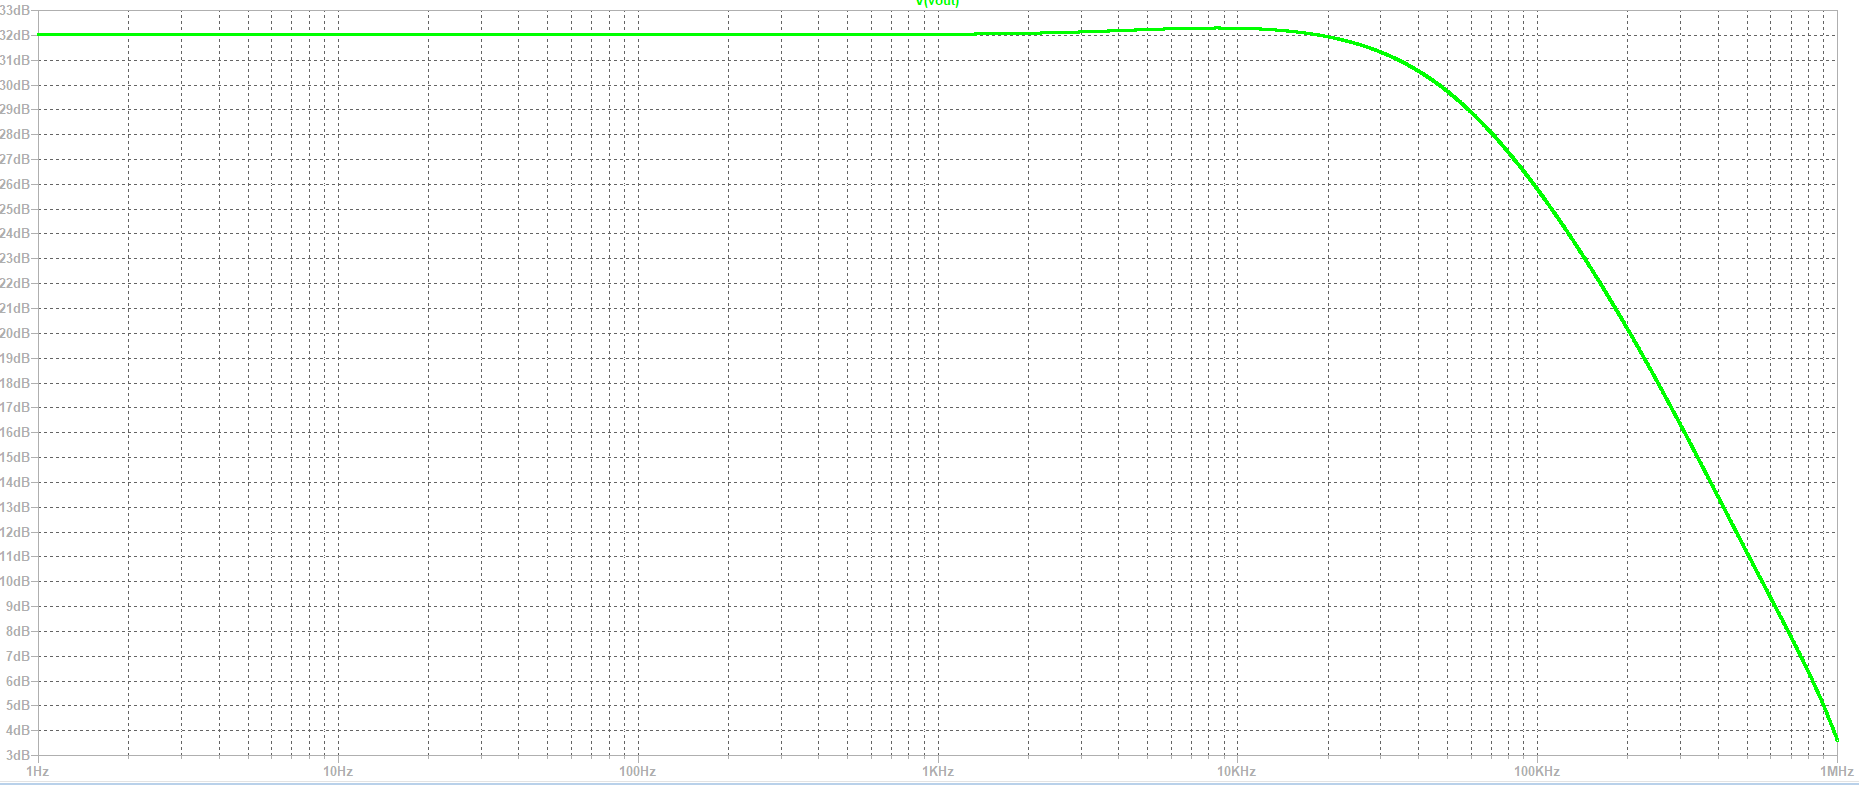 V(vout)
33dB
32dB
31dB
30dB
29dB
28dB
27dB
26dB
25dB
24dB
23dB
22dB
21dB
20dB
19dB
18dB
17dB
16dB
15dB
14dB
13dB
12dB
11dB
10dB
9dB
8dB
7dB
6dB
5dB
4dB
3dB
1Hz 10Hz 100Hz 1KHz 10KHz 100KHz 1MHz